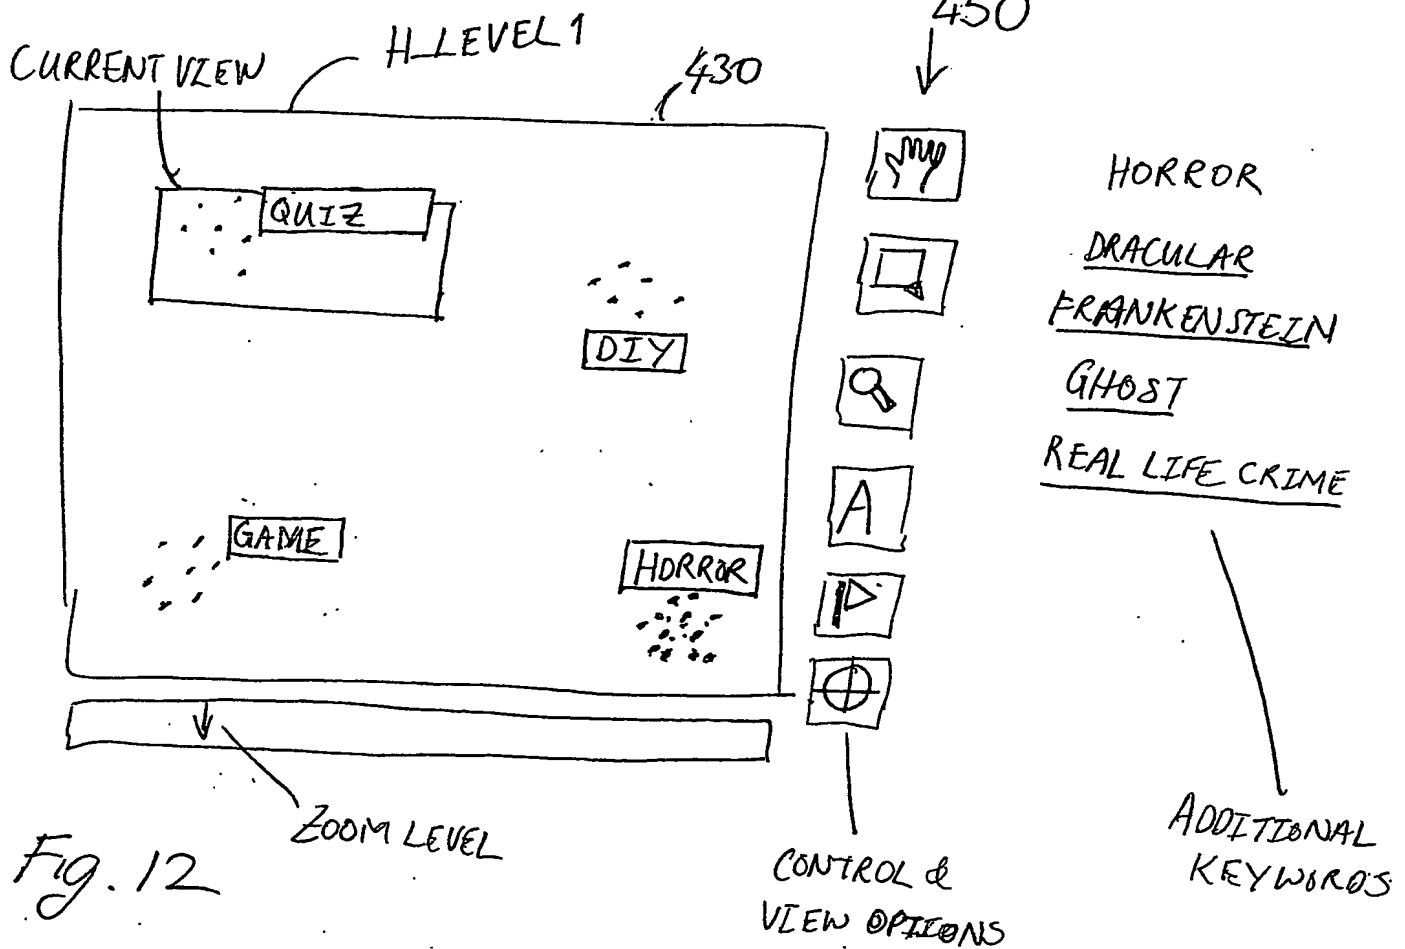 450
H_LEVEL 1
CURRENT VIEW
430
HORROR
QUIZ
DRACULAR
FRANKENSTEIN
DIY
GHOST
REAL LIFE CRIME
A
GAME
HORROR
ZOOM LEVEL
ADDITIONAL
KEYWORDS
Fig. 12
CONTROL &
VIEW OPTIONS